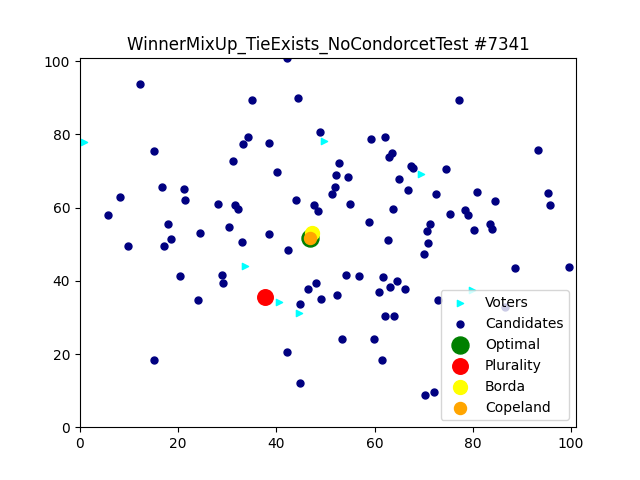 WinnerMixUp_TieExists_NoCondorcetTest #7341
100
80
60
40
20
0
0
20
40
60
80
100
Voters
Candidates
Optimal
Plurality
Borda
Copeland